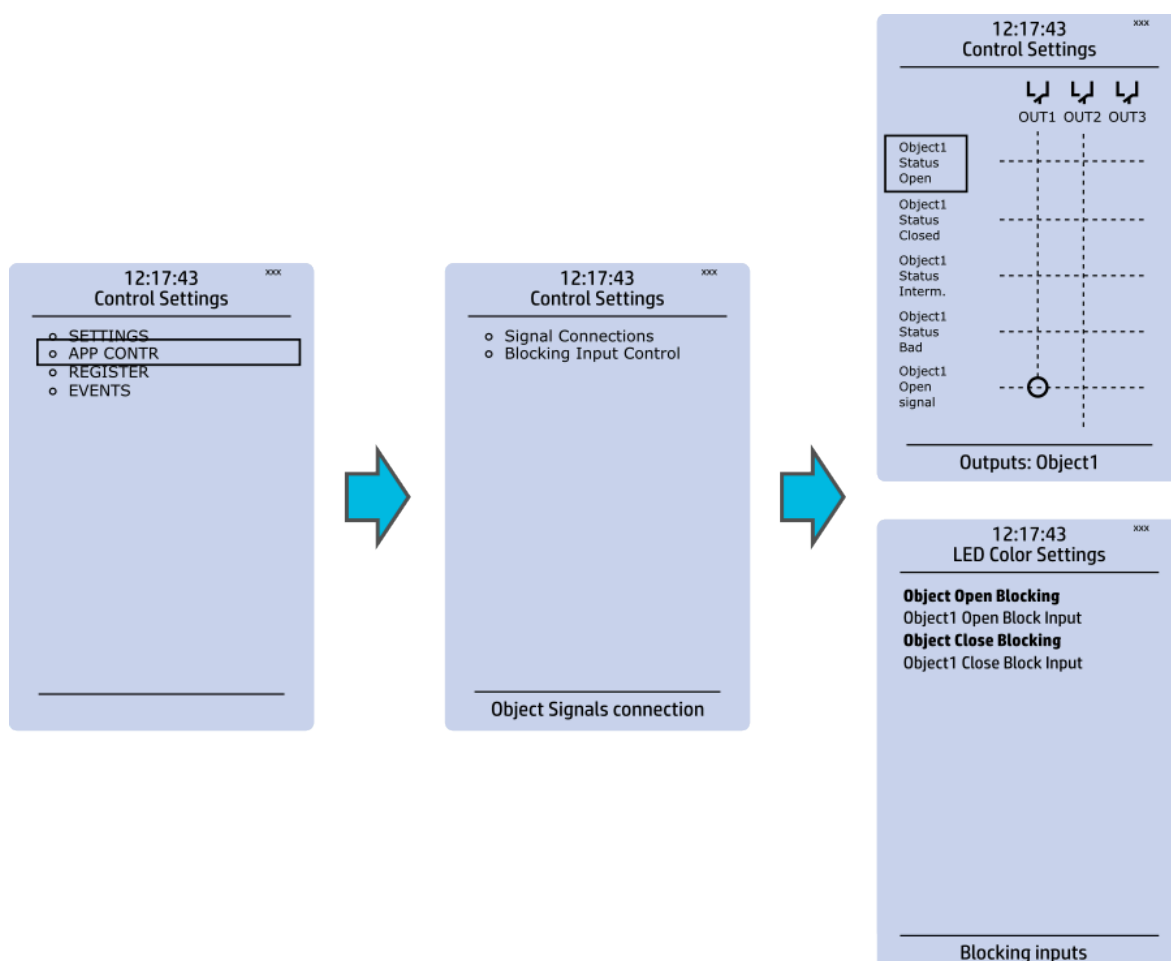 12:17:43 xxx
Control Settings
SETTINGS
APP CONTR
REGISTER
EVENTS
12:17:43 xxx
Control Settings
Signal Connections
Blocking Input Control
Object Signals connection
12:17:43 xxx
Control Settings
OUT1 OUT2 OUT3
Object1
Status
Open
Object1
Status
Closed
Object1
Status
Interm.
Object1
Status
Bad
Object1
Open
signal
Outputs: Object1
12:17:43 xxx
LED Color Settings
Object Open Blocking
Object1 Open Block Input
Object Close Blocking
Object1 Close Block Input
Blocking inputs